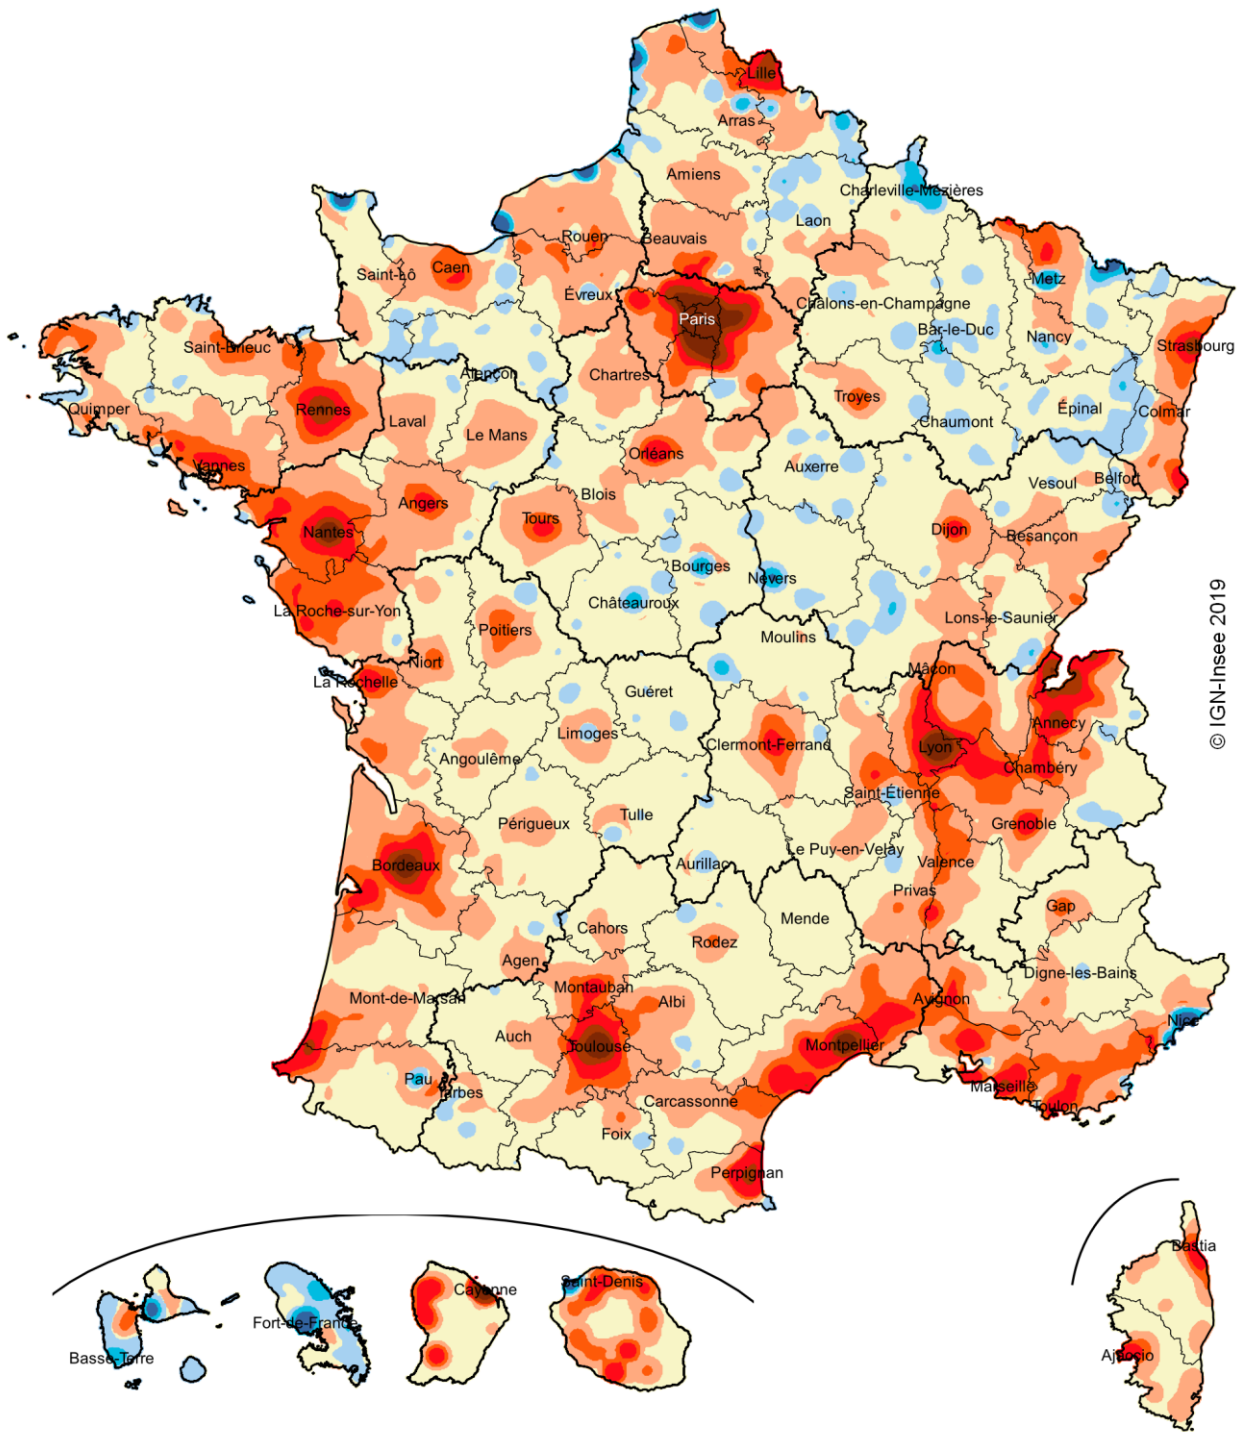 Lille
Arras
Amiens
Charleville-Mézières
Laon
Rouen
Beauvais
Saint-Lô
Caen
Metz
Évreux
Châlons-en-Champagne
Paris
Bar-le-Duc
Nancy
Strasbourg
Saint-Brieuc
Alençon
Chartres
Troyes
Quimper
Rennes
Laval
Épinal
Colmar
Chaumont
Le Mans
Orléans
Vannes
Auxerre
Vesoul
Belfort
Blois
Angers
Tours
Nantes
Dijon
Besançon
Bourges
Nevers
Châteauroux
La Roche-sur-Yon
Lons-le-Saunier
Poitiers
Moulins
Niort
Mâcon
La Rochelle
Guéret
Annecy
Limoges
Clermont-Ferrand
Lyon
Angoulême
Chambéry
Saint-Étienne
Tulle
Périgueux
Grenoble
Le Puy-en-Velay
Bordeaux
Aurillac
Valence
Privas
Gap
Mende
Cahors
Rodez
Agen
Digne-les-Bains
Montauban
Mont-de-Marsan
Albi
Avignon
Nice
Auch
Toulouse
Montpellier
Pau
Marseille
Tarbes
Carcassonne
Toulon
Foix
Perpignan
Bastia
Saint-Denis
Cayenne
Fort-de-France
Basse-Terre
Ajaccio
© IGN-Insee 2019